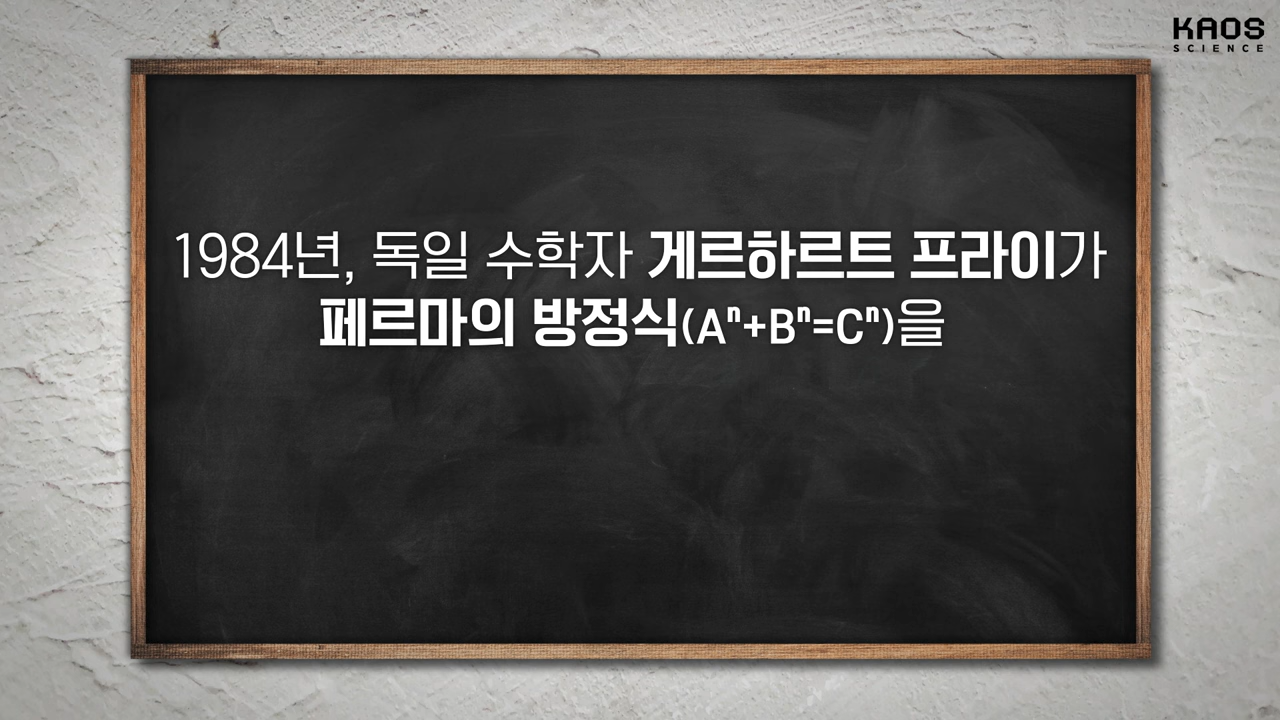 KAOS
SCIENCE
1984년, 독일 수학자 게르하르트 프라이가
페르마의 방정식(Aⁿ+Bⁿ=Cⁿ)을